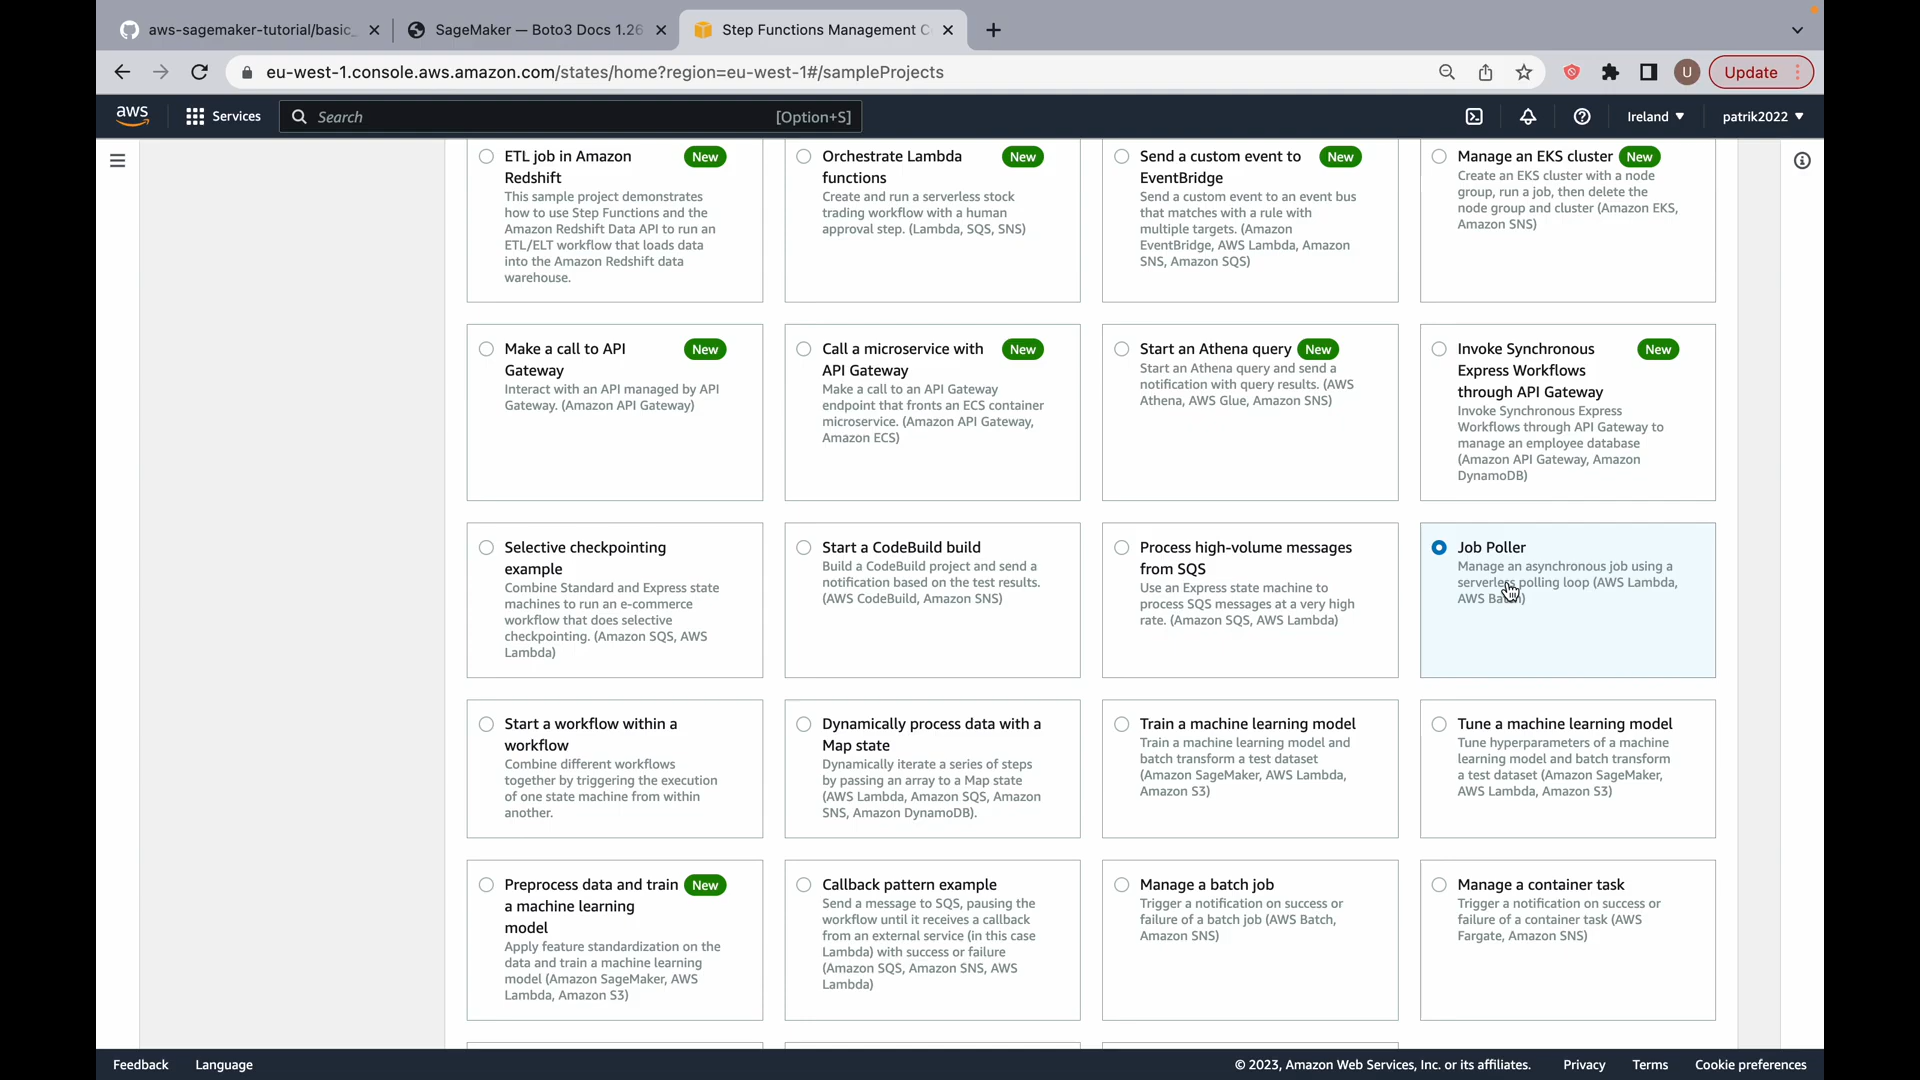 aws-sagemaker-tutorial/basic_
SageMaker — Boto3 Docs 1.26
Step Functions Management C
eu-west-1.console.aws.amazon.com/states/home?region=eu-west-1#/sampleProjects
U
Update
aws
Services
Search
[Option+S]
Ireland
patrik2022
ETL job in Amazon
Redshift
New
This sample project demonstrates
how to use Step Functions and the
Amazon Redshift Data API to run an
ETL/ELT workflow that loads data
into the Amazon Redshift data
warehouse.
Orchestrate Lambda
functions
New
Create and run a serverless stock
trading workflow with a human
approval step. (Lambda, SQS, SNS)
Send a custom event to
EventBridge
New
Send a custom event to an event bus
that matches with a rule with
multiple targets. (Amazon
EventBridge, AWS Lambda, Amazon
SNS, Amazon SQS)
Manage an EKS cluster
New
Create an EKS cluster with a node
group, run a job, then delete the
node group and cluster (Amazon EKS,
Amazon SNS)
Make a call to API
Gateway
New
Interact with an API managed by API
Gateway. (Amazon API Gateway)
Call a microservice with
API Gateway
New
Make a call to an API Gateway
endpoint that fronts an ECS container
microservice. (Amazon API Gateway,
Amazon ECS)
Start an Athena query
New
Start an Athena query and send a
notification with query results. (AWS
Athena, AWS Glue, Amazon SNS)
Invoke Synchronous
Express Workflows
through API Gateway
New
Invoke Synchronous Express
Workflows through API Gateway to
manage an employee database
(Amazon API Gateway, Amazon
DynamoDB)
Selective checkpointing
example
Combine Standard and Express state
machines to run an e-commerce
workflow that does selective
checkpointing. (Amazon SQS, AWS
Lambda)
Start a CodeBuild build
Build a CodeBuild project and send a
notification based on the test results.
(AWS CodeBuild, Amazon SNS)
Process high-volume messages
from SQS
Use an Express state machine to
process SQS messages at a very high
rate. (Amazon SQS, AWS Lambda)
Job Poller
Manage an asynchronous job using a
serverless polling loop (AWS Lambda,
AWS Batch)
Start a workflow within a
workflow
Combine different workflows
together by triggering the execution
of one state machine from within
another.
Dynamically process data with a
Map state
Dynamically iterate a series of steps
by passing an array to a Map state
(AWS Lambda, Amazon SQS, Amazon
SNS, Amazon DynamoDB).
Train a machine learning model
Train a machine learning model and
batch transform a test dataset
(Amazon SageMaker, AWS Lambda,
Amazon S3)
Tune a machine learning model
Tune hyperparameters of a machine
learning model and batch transform
a test dataset (Amazon SageMaker,
AWS Lambda, Amazon S3)
Preprocess data and train
a machine learning
model
New
Apply feature standardization on the
data and train a machine learning
model (Amazon SageMaker, AWS
Lambda, Amazon S3)
Callback pattern example
Send a message to SQS, pausing the
workflow until it receives a callback
from an external service (in this case
Lambda) with success or failure
(Amazon SQS, Amazon SNS, AWS
Lambda)
Manage a batch job
Trigger a notification on success or
failure of a batch job (AWS Batch,
Amazon SNS)
Manage a container task
Trigger a notification on success or
failure of a container task (AWS
Fargate, Amazon SNS)
Feedback
Language
© 2023, Amazon Web Services, Inc. or its affiliates.
Privacy
Terms
Cookie preferences